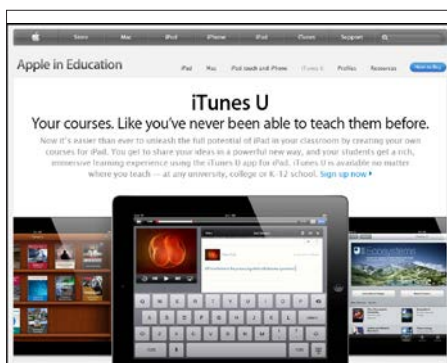 Store Mac iPod iPhone iPad iTunes Support
Apple in Education
iPad Mac iPod touch and iPhone iTunes U Profiles Resources
iTunes U
Your courses. Like you've never been able to teach them before.
Now it's easier than ever to unleash the full potential of iPad in your classroom by creating your own
courses for iPad. You get to share your ideas in a powerful new way, and your students get a rich,
immersive learning experience using the iTunes U app for iPad. iTunes U is available no matter
where you teach — at any university, college or K-12 school. Sign up now